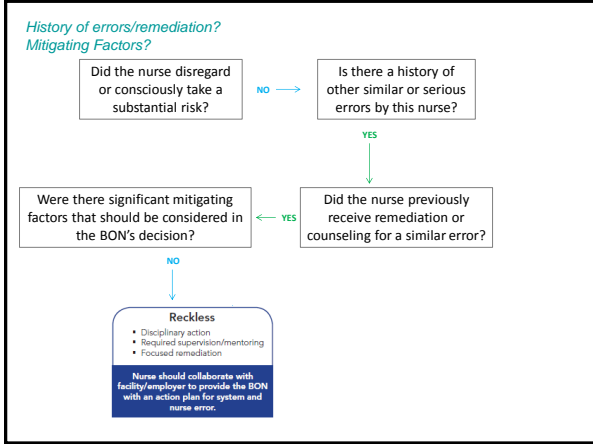 History of errors/remediation?
Mitigating Factors?
Did the nurse disregard
or consciously take a
substantial risk?
NO
Is there a history of
other similar or serious
errors by this nurse?
YES
Did the nurse previously
receive remediation or
counseling for a similar error?
YES
Were there significant mitigating
factors that should be considered in
the BON's decision?
NO
Reckless
▪ Disciplinary action
▪ Required supervision/mentoring
▪ Focused remediation
Nurse should collaborate with
facility/employer to provide the BON
with an action plan for system and
nurse error.